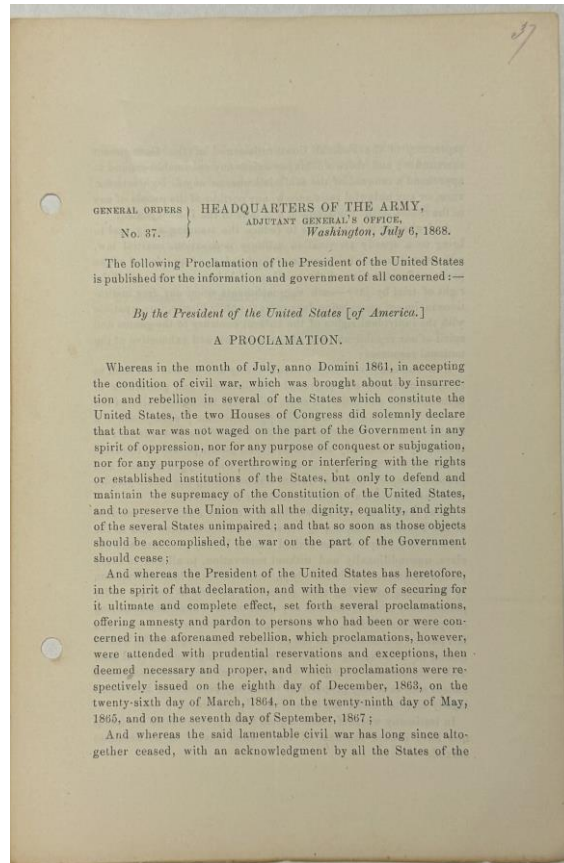 37
GENERAL ORDERS } HEADQUARTERS OF THE ARMY,
ADJUTANT GENERAL'S OFFICE,
No. 37. Washington, July 6, 1868.
The following Proclamation of the President of the United States
is published for the information and government of all concerned:—
By the President of the United States [of America.]
A PROCLAMATION.
Whereas in the month of July, anno Domini 1861, in accepting
the condition of civil war, which was brought about by insurrec-
tion and rebellion in several of the States which constitute the
United States, the two Houses of Congress did solemnly declare
that that war was not waged on the part of the Government in any
spirit of oppression, nor for any purpose of conquest or subjugation,
nor for any purpose of overthrowing or interfering with the rights
or established institutions of the States, but only to defend and
maintain the supremacy of the Constitution of the United States,
and to preserve the Union with all the dignity, equality, and rights
of the several States unimpaired; and that so soon as those objects
should be accomplished, the war on the part of the Government
should cease;
And whereas the President of the United States has heretofore,
in the spirit of that declaration, and with the view of securing for
it ultimate and complete effect, set forth several proclamations,
offering amnesty and pardon to persons who had been or were con-
cerned in the aforenamed rebellion, which proclamations, however,
were attended with prudential reservations and exceptions, then
deemed necessary and proper, and which proclamations were re-
spectively issued on the eighth day of December, 1863, on the
twenty-sixth day of March, 1864, on the twenty-ninth day of May,
1865, and on the seventh day of September, 1867;
And whereas the said lamentable civil war has long since alto-
gether ceased, with an acknowledgment by all the States of the